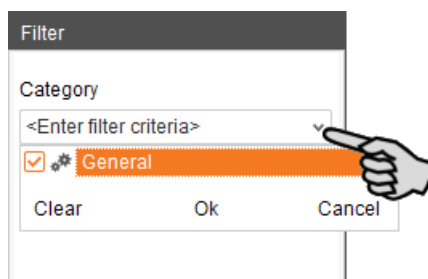 Filter
Category
<Enter filter criteria>
General
Clear Ok Cancel